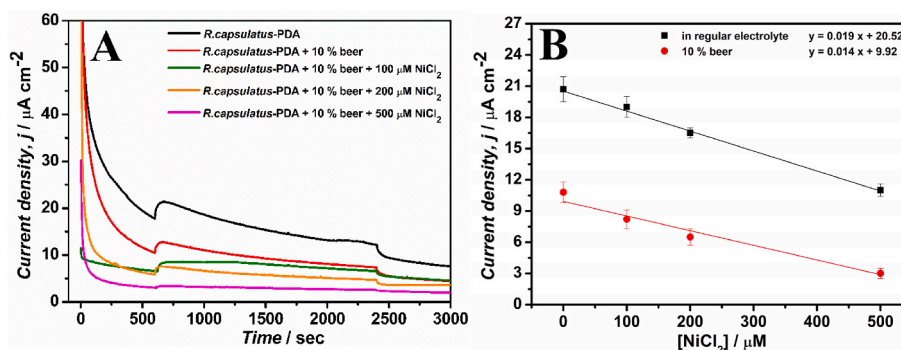 A
R.capsulatus-PDA
R.capsulatus-PDA + 10 % beer
R.capsulatus-PDA + 10 % beer + 100 μM NiCl2
R.capsulatus-PDA + 10 % beer + 200 μM NiCl2
R.capsulatus-PDA + 10 % beer + 500 μM NiCl2
Current density, j / μA cm-2
60
50
40
30
20
10
0
0 500 1000 1500 2000 2500 3000
Time / sec
B
in regular electrolyte y = 0.019 x + 20.52
10 % beer y = 0.014 x + 9.92
Current density, j / μA cm-2
27
24
21
18
15
12
9
6
3
0
0 100 200 300 400 500
[NiCl2] / μM